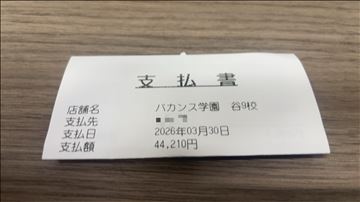 支払書
店舗名 バカンス学園 谷9校
支払先
支払日 2026年03月30日
支払額 44,210円